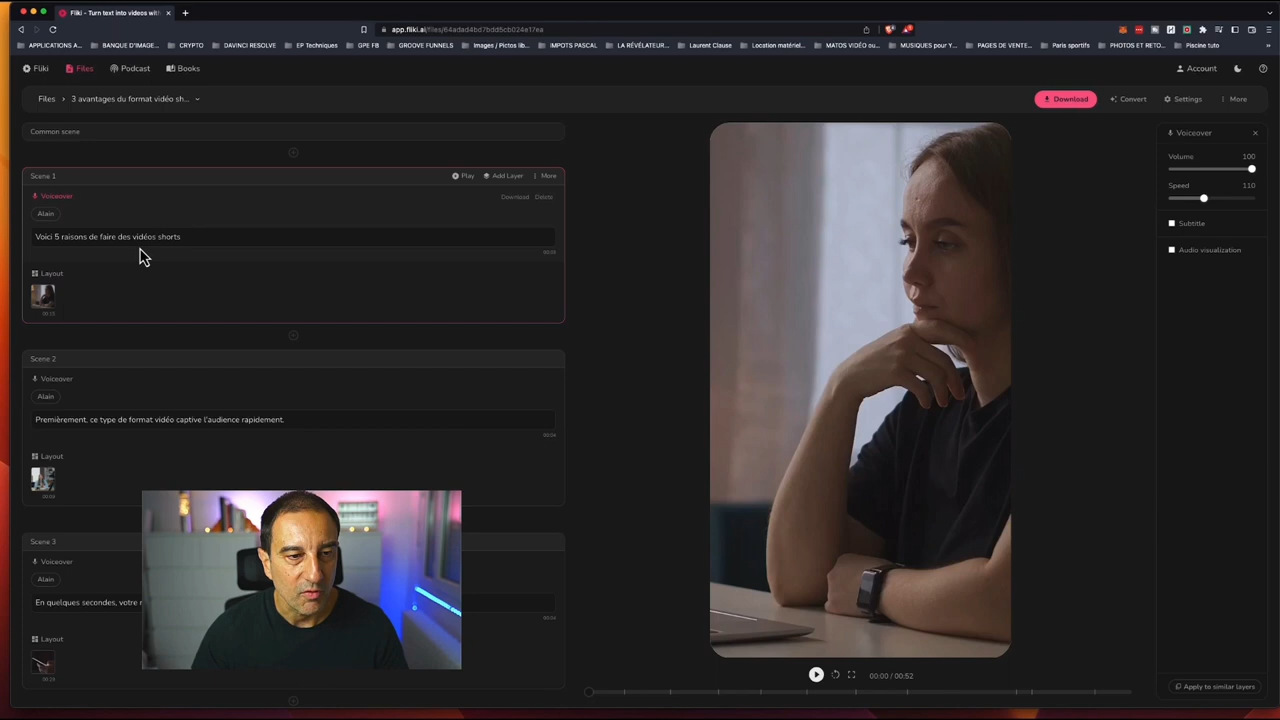 Fliki - Turn text into videos with
app.fliki.ai/files/64adad4bd7bdd5cb024e17ea
APPLICATIONS A... BANQUE D'IMAGE... CRYPTO DAVINCI RESOLVE EP Techniques GPE FB GROOVE FUNNELS Images / Pictos lib... IMPOTS PASCAL LA RÉVÉLATEUR... Laurent Clause Location matériel... MATOS VIDÉO ou... MUSIQUES pour Y... PAGES DE VENTE... Paris sportifs PHOTOS ET RETO... Piscine tuto
Fliki Files Podcast Books Account
Files > 3 avantages du format vidéo sh... Download Convert Settings More
Common scene
Voiceover
Volume 100
Speed 110
Subtitle
Audio visualization
Scene 1 Play Add Layer More
Voiceover Download Delete
Alain
Voici 5 raisons de faire des vidéos shorts
Layout
Scene 2
Voiceover
Alain
Premièrement, ce type de format vidéo captive l'audience rapidement.
Layout
Scene 3
Voiceover
Alain
En quelques secondes, votre
Layout
00:00 / 00:52
Apply to similar layers